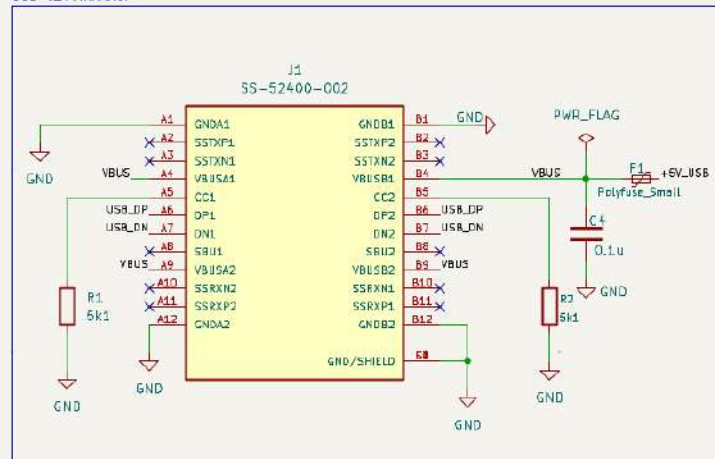 J1
SS-52400-002
A1 GNDA1 GNDB1 B1 GND
A2 SSTXP1 SSTXP2 B2
A3 SSTXN1 SSTXN2 B3
VBUS A4 VBUSA1 VBUSB1 B4 VBUS
A5 CC1 CC2 B5
USB_DP A6 DP1 DP2 B6 USB_DP
USB_DN A7 DN1 DN2 B7 USB_DN
A8 SBU1 SBU2 B8
VBUS A9 VBUSA2 VBUSB2 B9 VBUS
A10 SSRXN2 SSRXN1 B10
A11 SSRXP2 SSRXP1 B11
A12 GNDA2 GNDB2 B12
GND/SHIELD
GND
R1
5k1
GND
GND
GND
PWR_FLAG
F1
+5V_USB
Polyfuse_Small
C4
0.1u
GND
5k1
GND